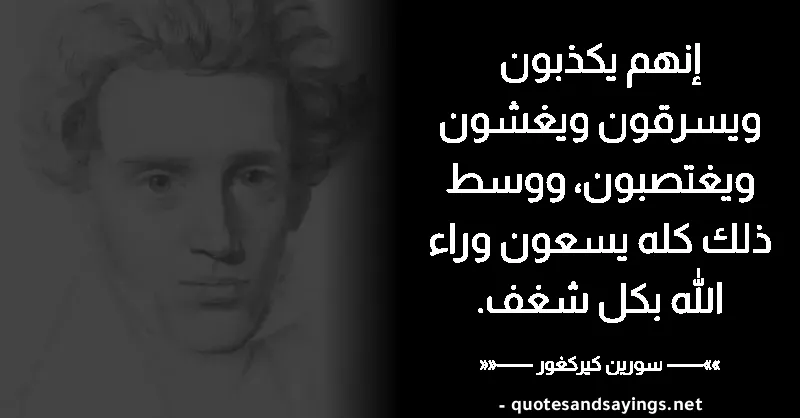 إنهم يكذبون
ويسرقون ويغشون
ويغتصبون، ووسط
ذلك كله يسعون وراء
الله بكل شغف.
»»—— سورين كيركغور ——««
- quotesandsayings.net